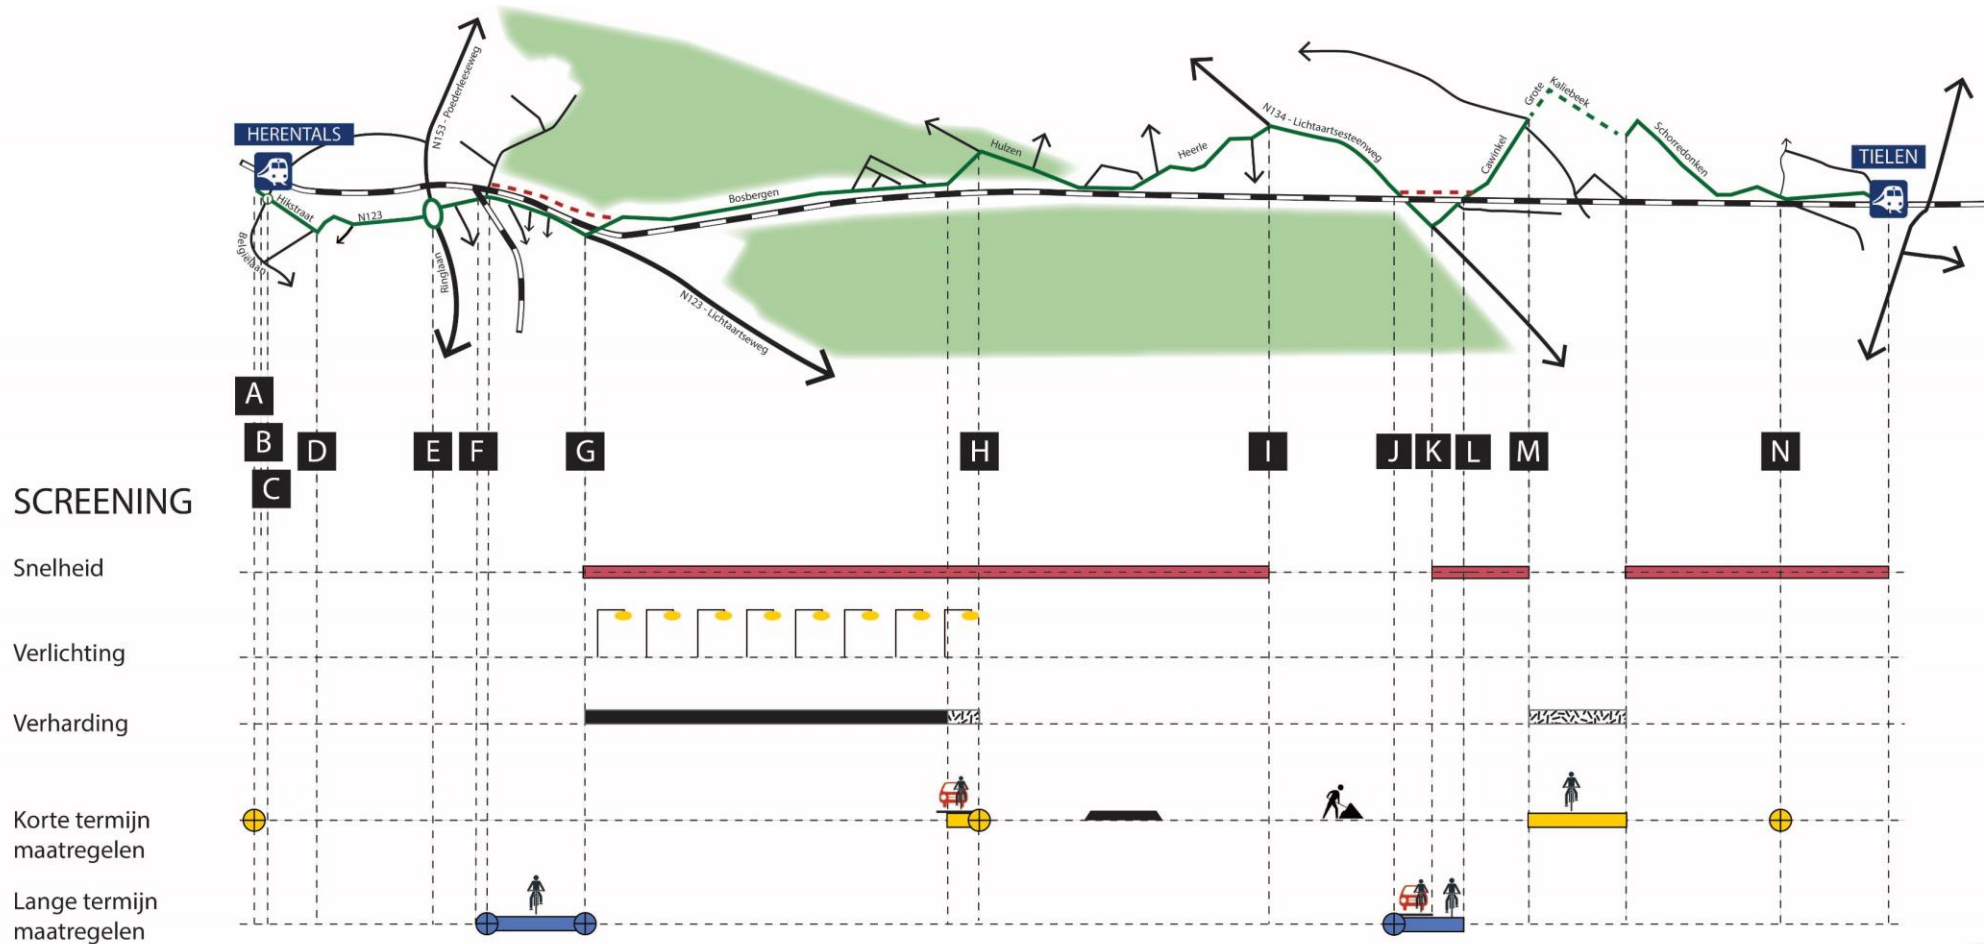 HERENTALS
N153 - Poederleeseweg
Hikstraat
N123
Belgiëlaan
Ringlaan
N123 - Lichtaartseweg
Bosbergen
Hulzen
Heerle
N134 - Lichtaartsesteenweg
Cawinkel
Grote Kaliebeek
Schorredonken
TIELEN
A
B
C
D
E
F
G
H
I
J
K
L
M
N
SCREENING
Snelheid
Verlichting
Verharding
Korte termijn
maatregelen
Lange termijn
maatregelen